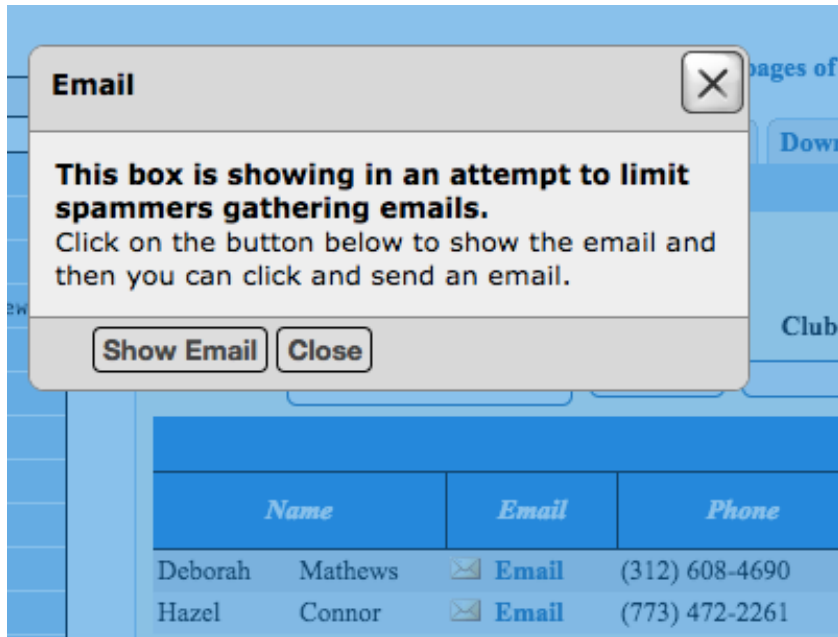 pages of
Email
Down
This box is showing in an attempt to limit
spammers gathering emails.
Click on the button below to show the email and
then you can click and send an email.
ew
Club
Show Email Close
Name Email Phone
Deborah Mathews Email (312) 608-4690
Hazel Connor Email (773) 472-2261